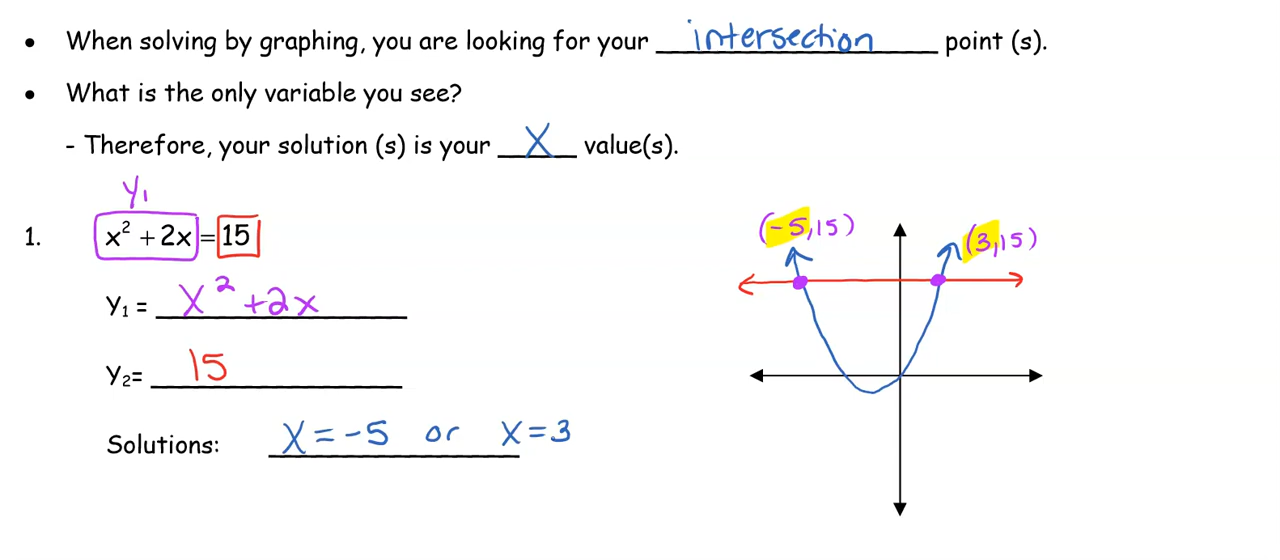 • When solving by graphing, you are looking for your intersection point (s).
• What is the only variable you see?
- Therefore, your solution (s) is your X value(s).
Y₁
1. x² + 2x = 15
Y₁ = X² + 2x
Y₂= 15
Solutions: X = -5 or x = 3
(-5, 15)
(3, 15)